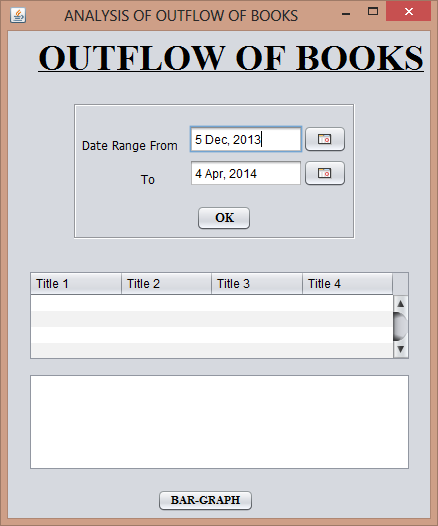 ANALYSIS OF OUTFLOW OF BOOKS
OUTFLOW OF BOOKS
Date Range From 5 Dec, 2013
To 4 Apr, 2014
OK
Title 1 Title 2 Title 3 Title 4
BAR-GRAPH